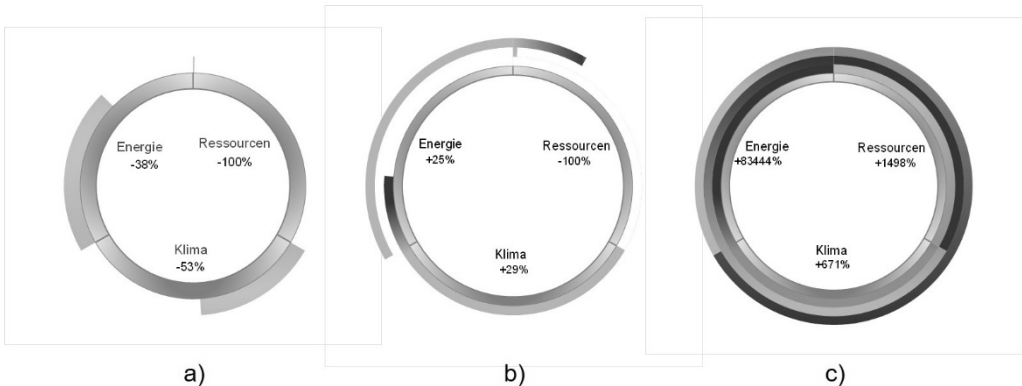 Energie
-38%
Ressourcen
-100%
Klima
-53%
a)
Energie
+25%
Ressourcen
-100%
Klima
+29%
b)
Energie
+83444%
Ressourcen
+1498%
Klima
+671%
c)